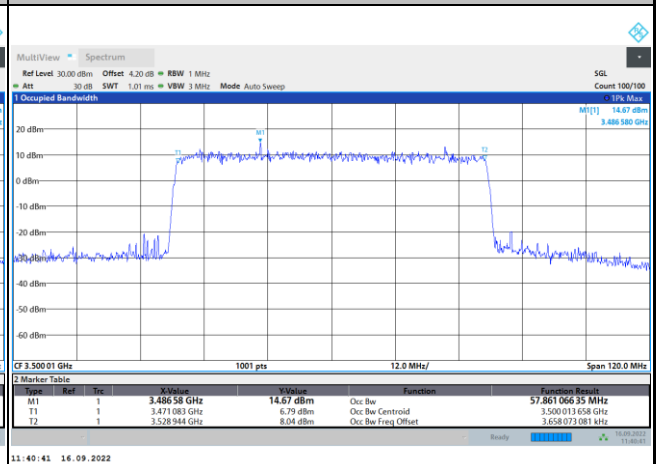 MultiView Spectrum
Ref Level 30.00 dBm Offset 4.20 dB RBW 1 MHz SGL
Att 30 dB SWT 1.01 ms VBW 3 MHz Mode Auto Sweep Count 100/100
1 Occupied Bandwidth 1Pk Max
M1[1] 14.67 dBm
3.486 580 GHz
M1
20 dBm
T1 T2
10 dBm
0 dBm
-10 dBm
-20 dBm
-40 dBm
-50 dBm
-60 dBm
CF 3.500 01 GHz 1001 pts 12.0 MHz/ Span 120.0 MHz
2 Marker Table
Type Ref Trc X-Value Y-Value Function Function Result
M1 1 3.486 58 GHz 14.67 dBm Occ Bw 57.861 066 35 MHz
T1 1 3.471 083 GHz 6.79 dBm Occ Bw Centroid 3.500 013 658 GHz
T2 1 3.528 944 GHz 8.04 dBm Occ Bw Freq Offset 3.658 073 081 kHz
Ready 16.09.2022
11:40:41
11:40:41 16.09.2022